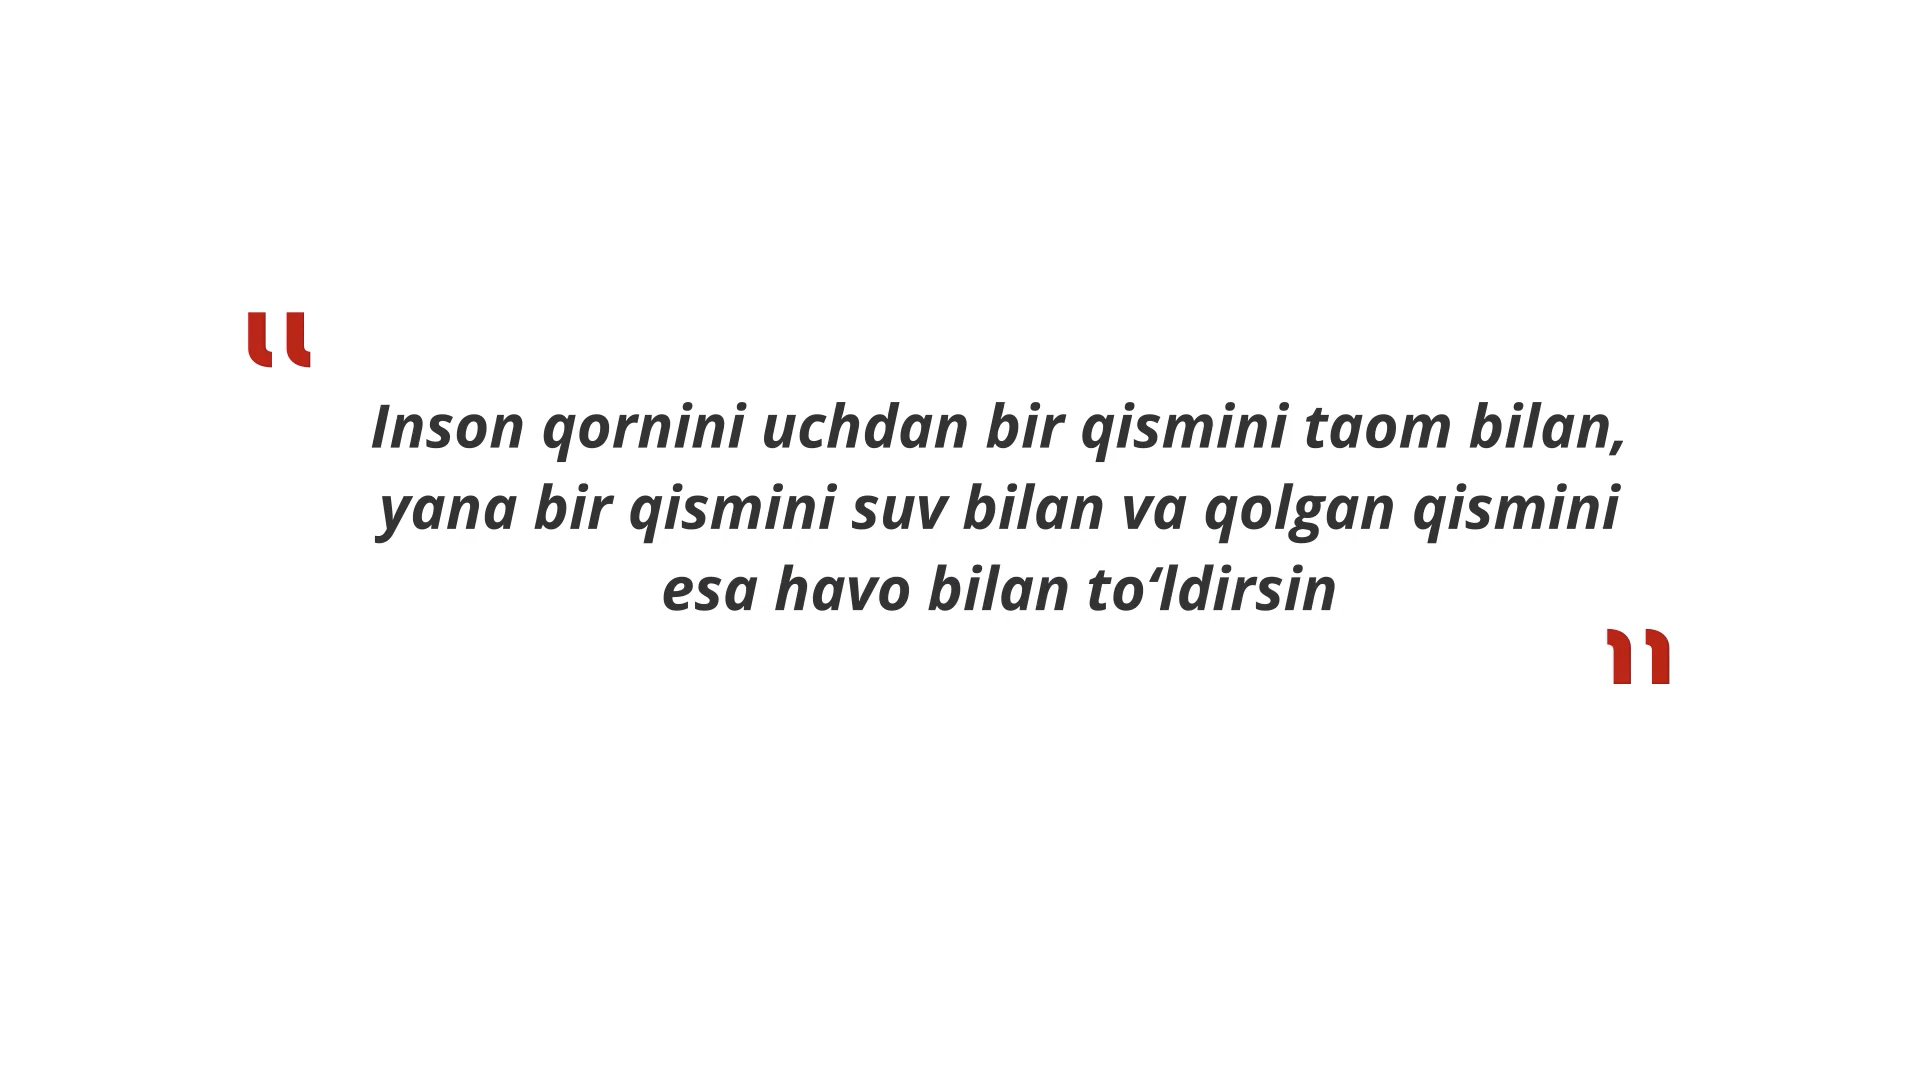 Inson qornini uchdan bir qismini taom bilan,
yana bir qismini suv bilan va qolgan qismini
esa havo bilan to‘ldirsin